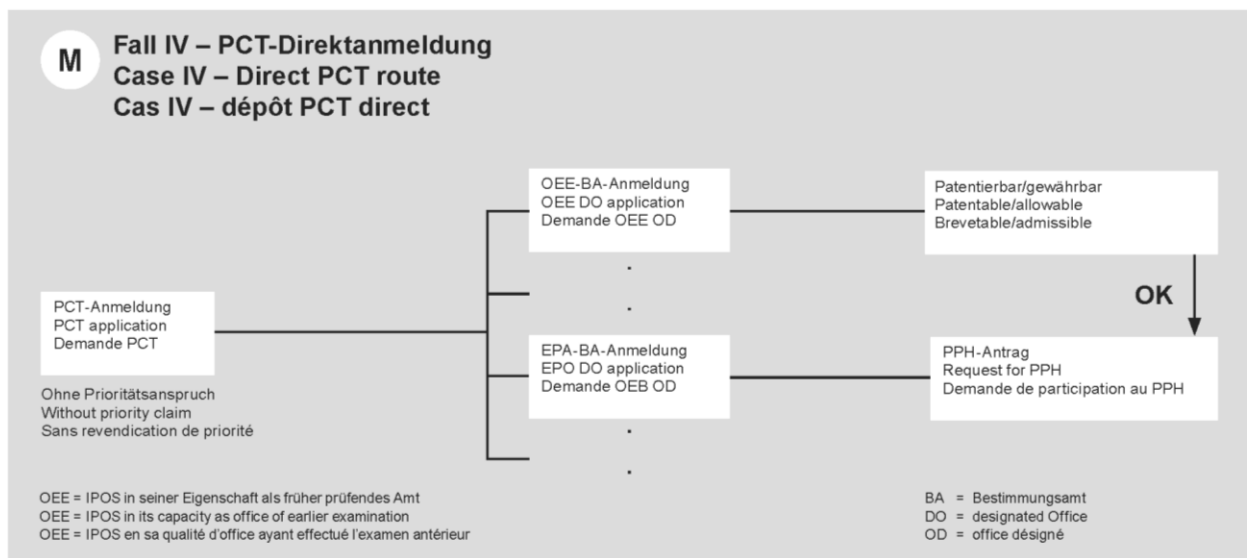 M
Fall IV – PCT-Direktanmeldung
Case IV – Direct PCT route
Cas IV – dépôt PCT direct
OEE-BA-Anmeldung
OEE DO application
Demande OEE OD
Patentierbar/gewährbar
Patentable/allowable
Brevetable/admissible
OK
PCT-Anmeldung
PCT application
Demande PCT
EPA-BA-Anmeldung
EPO DO application
Demande OEB OD
PPH-Antrag
Request for PPH
Demande de participation au PPH
Ohne Prioritätsanspruch
Without priority claim
Sans revendication de priorité
OEE = IPOS in seiner Eigenschaft als früher prüfendes Amt
OEE = IPOS in its capacity as office of earlier examination
OEE = IPOS en sa qualité d'office ayant effectué l'examen antérieur
BA = Bestimmungsamt
DO = designated Office
OD = office désigné